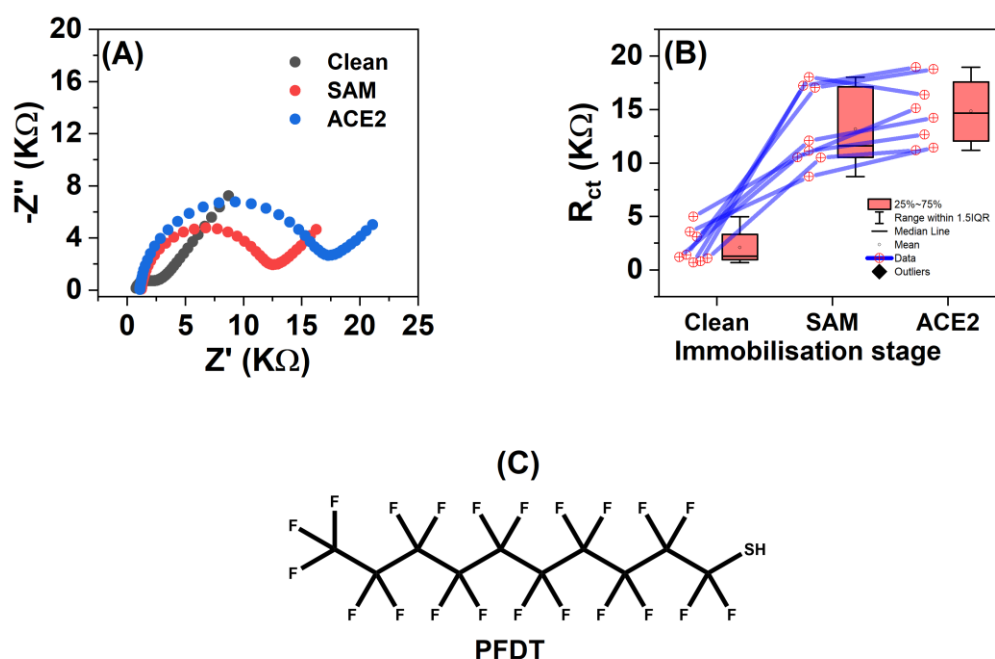 (A)
-Z'' (KΩ)
20
16
12
8
4
0
Clean
SAM
ACE2
0 5 10 15 20 25
Z' (KΩ)
(B)
Rct (KΩ)
20
15
10
5
0
25%~75%
Range within 1.5IQR
Median Line
Mean
Data
Outliers
Clean SAM ACE2
Immobilisation stage
(C)
F
F F F F F F F F
F
SH
F
F F F F F F F F F F
PFDT